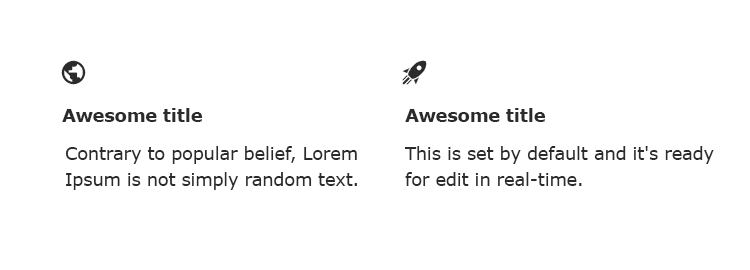 Awesome title
Contrary to popular belief, Lorem
Ipsum is not simply random text.
Awesome title
This is set by default and it's ready
for edit in real-time.